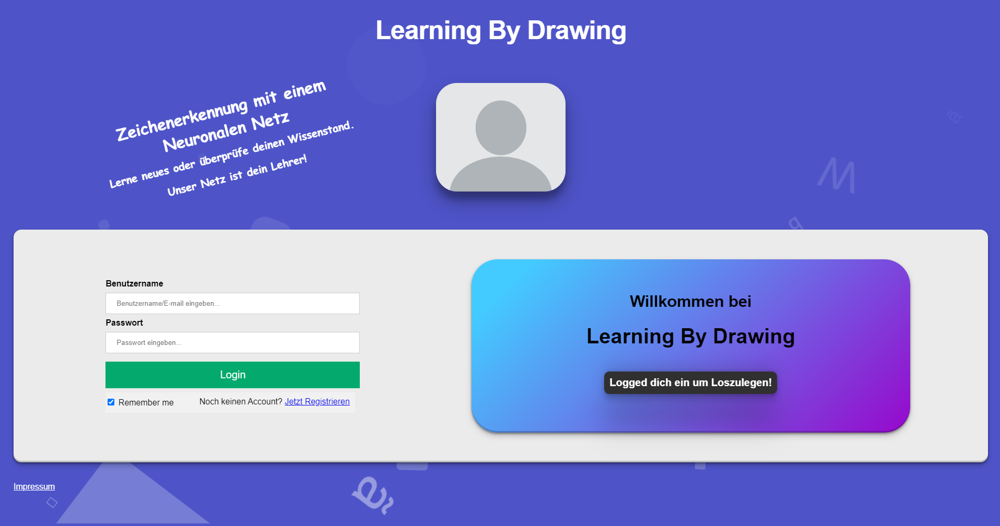 Learning By Drawing
Zeichenerkennung mit einem
Neuronalen Netz
Lerne neues oder überprüfe deinen Wissenstand.
Unser Netz ist dein Lehrer!
W
g
ã
Benutzername
Benutzername/E-mail eingeben...
Passwort
Passwort eingeben...
Login
Remember me
Noch keinen Account? Jetzt Registrieren
Willkommen bei
Learning By Drawing
Logged dich ein um Loszulegen!
Impressum
ã